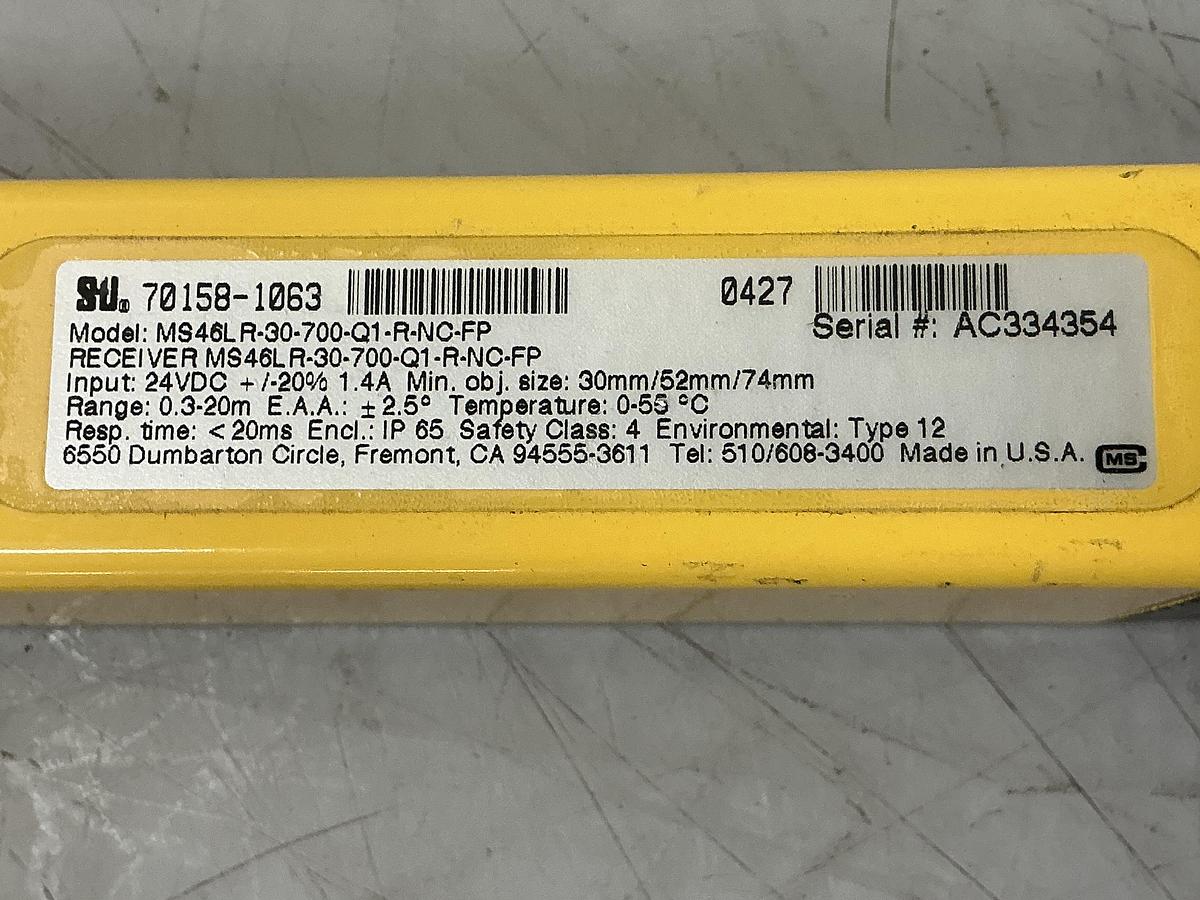 STI® 70158-1063 0427
Serial #: AC334354
Model: MS46LR-30-700-Q1-R-NC-FP
RECEIVER MS46LR-30-700-Q1-R-NC-FP
Input: 24VDC +/-20% 1.4A Min. obj. size: 30mm/52mm/74mm
Range: 0.3-20m E.A.A.: ±2.5° Temperature: 0-55 °C
Resp. time: <20ms Encl.: IP 65 Safety Class: 4 Environmental: Type 12
6550 Dumbarton Circle, Fremont, CA 94555-3611 Tel: 510/608-3400 Made in U.S.A. MS